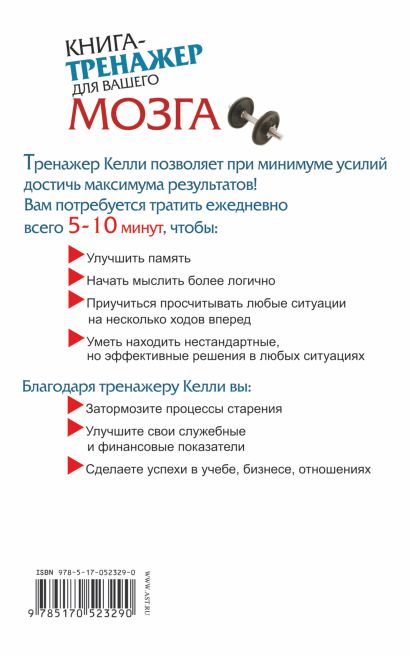 КНИГА-
ТРЕНАЖЕР
ДЛЯ ВАШЕГО
МОЗГА
Тренажер Келли позволяет при минимуме усилий
достичь максимума результатов!
Вам потребуется тратить ежедневно
всего 5-10 минут, чтобы:
Улучшить память
Начать мыслить более логично
Приучиться просчитывать любые ситуации
на несколько ходов вперед
Уметь находить нестандартные,
но эффективные решения в любых ситуациях
Благодаря тренажеру Келли вы:
Затормозите процессы старения
Улучшите свои служебные
и финансовые показатели
Сделаете успехи в учебе, бизнесе, отношениях
ISBN 978-5-17-052329-0
9 785170 523290
WWW.AST.RU